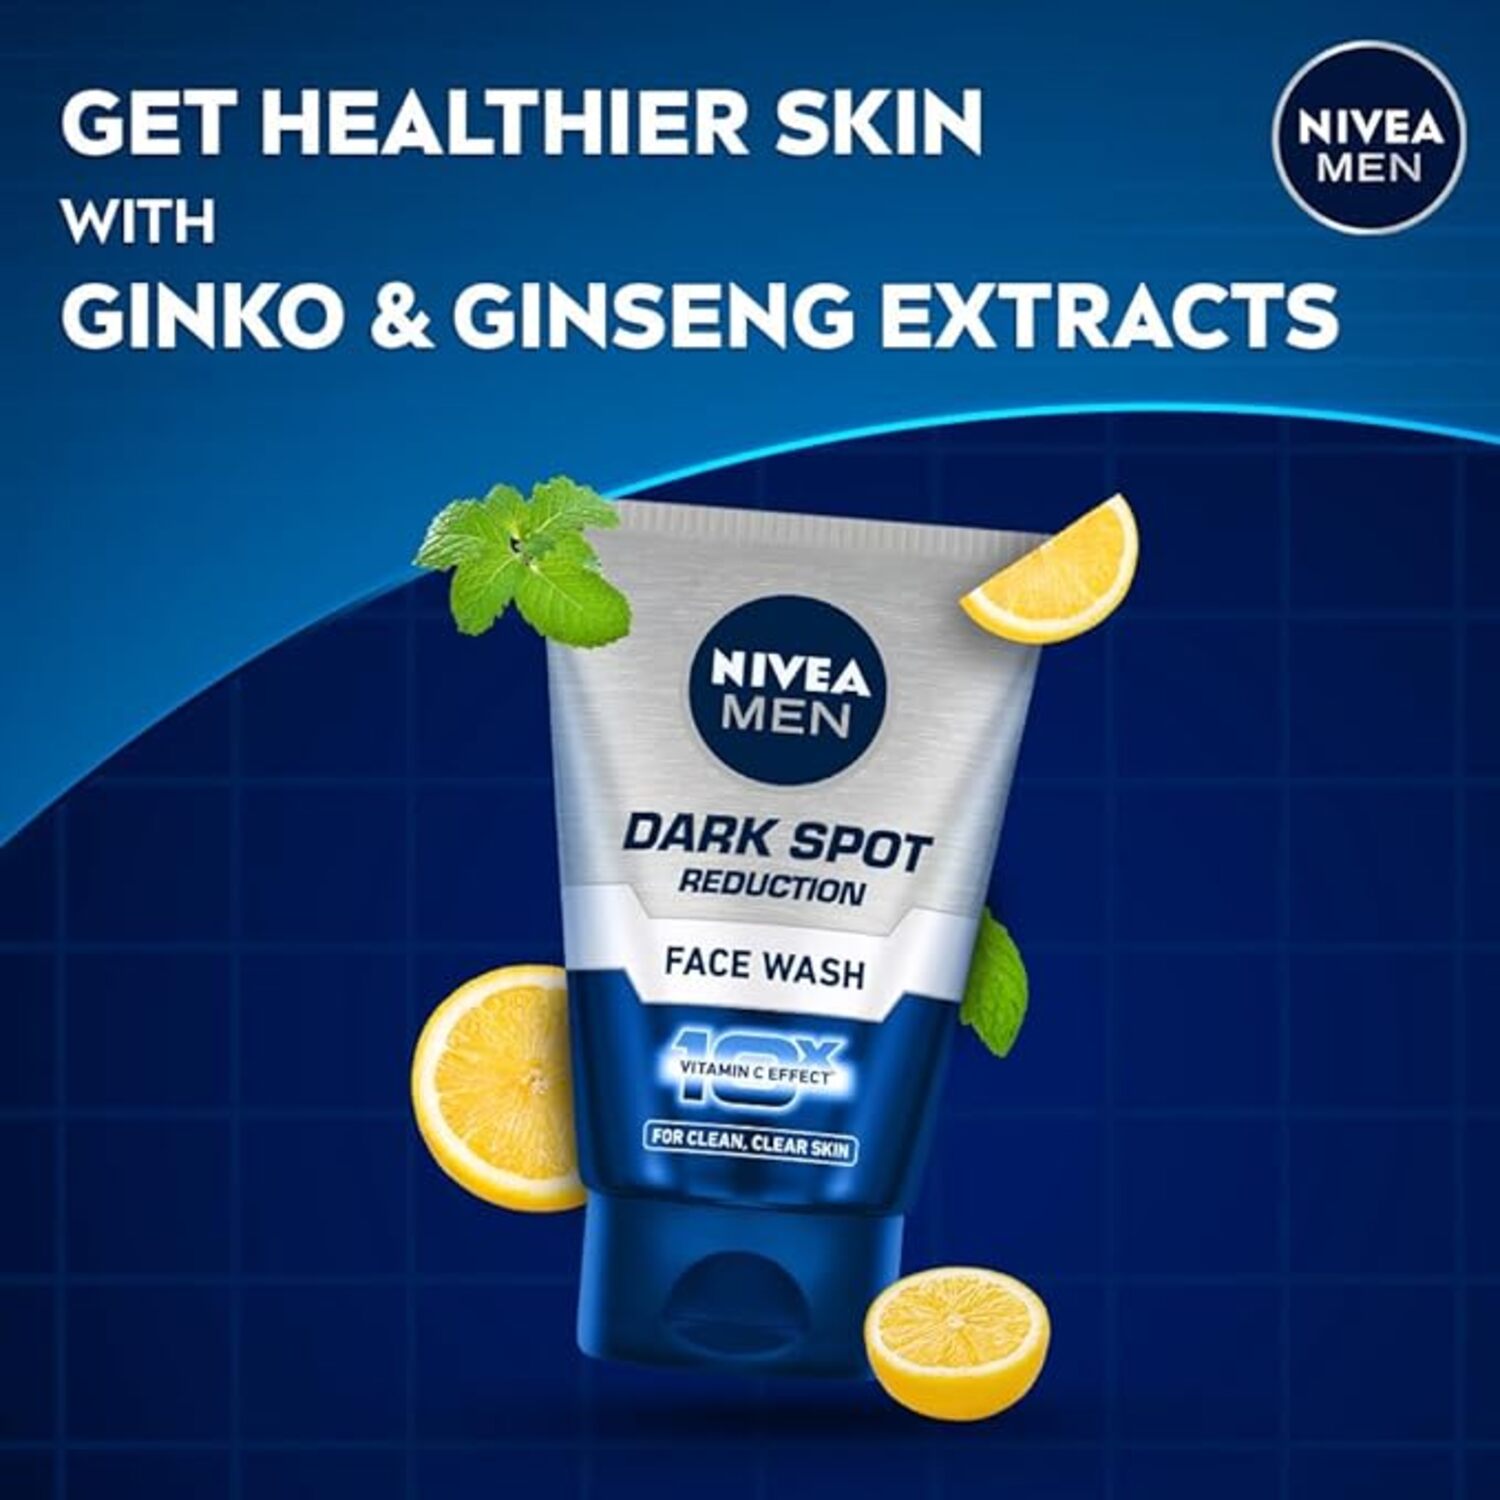 GET HEALTHIER SKIN
WITH
GINKO & GINSENG EXTRACTS
NIVEA
MEN
NIVEA
MEN
DARK SPOT
REDUCTION
FACE WASH
10X
VITAMIN C EFFECT
FOR CLEAN, CLEAR SKIN